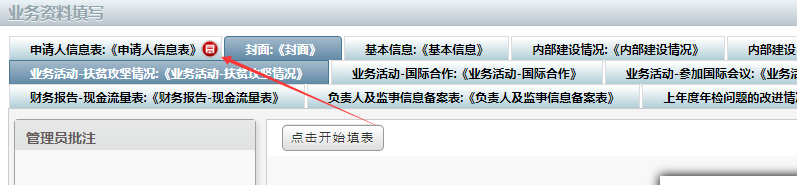 业务资料填写
申请人信息表:《申请人信息表》 封面:《封面》 基本信息:《基本信息》 内部建设情况:《内部建设情况》 内部建设
业务活动-扶贫攻坚情况:《业务活动-扶贫攻坚情况》 业务活动-国际合作:《业务活动-国际合作》 业务活动-参加国际会议:《业务活
财务报告-现金流量表:《财务报告-现金流量表》 负责人及监事信息备案表:《负责人及监事信息备案表》 上年度年检问题的改进情
管理员批注
点击开始填表